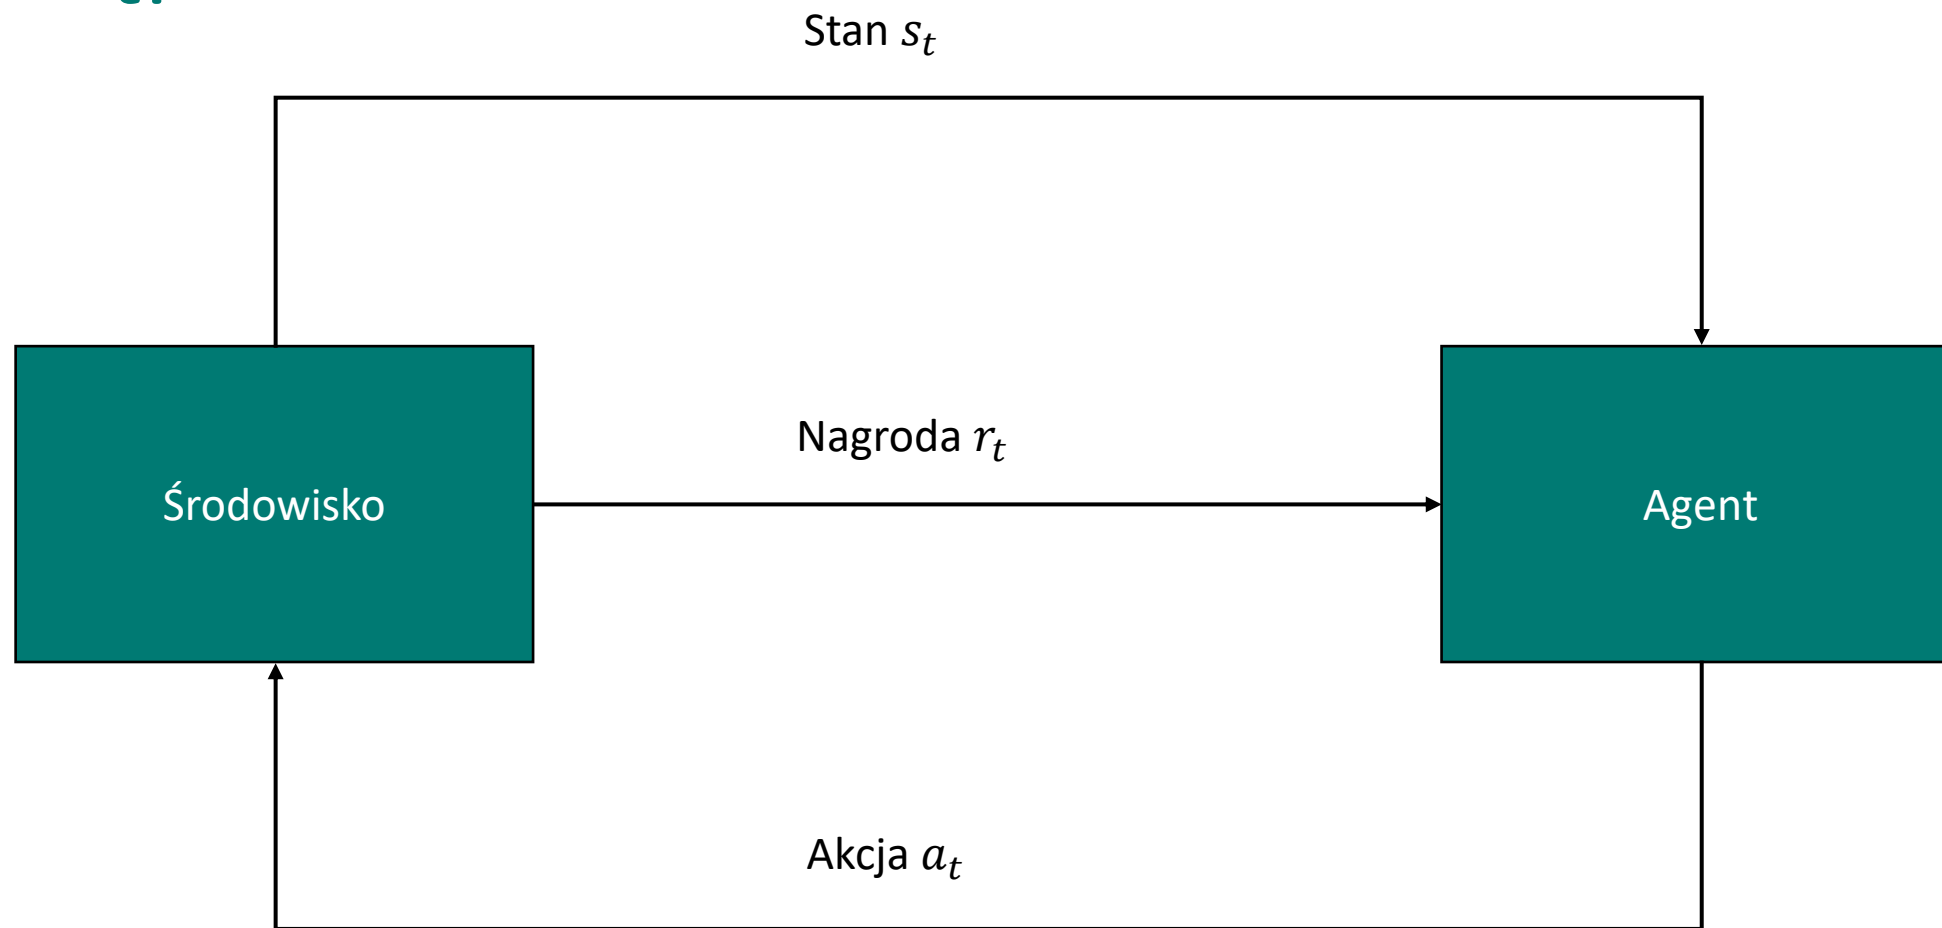 Stan s_t
Nagroda r_t
Środowisko
Agent
Akcja a_t